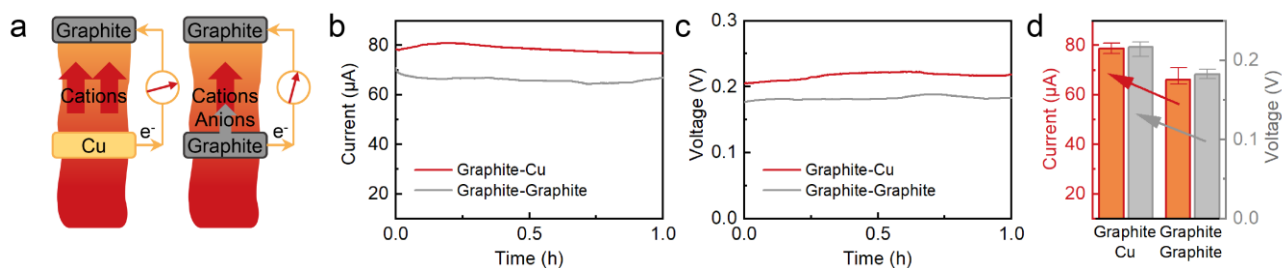 a
Graphite
Graphite
Cations
Cations
Anions
Cu
e-
Graphite
e-
b
Current (µA)
80
60
40
20
Graphite-Cu
Graphite-Graphite
0.0
0.5
1.0
Time (h)
c
Voltage (V)
0.3
0.2
0.1
0.0
Graphite-Cu
Graphite-Graphite
0.0
0.5
1.0
Time (h)
d
Current (µA)
80
60
40
20
0.2
0.1
0.0
Voltage (V)
Graphite Graphite
Cu Graphite